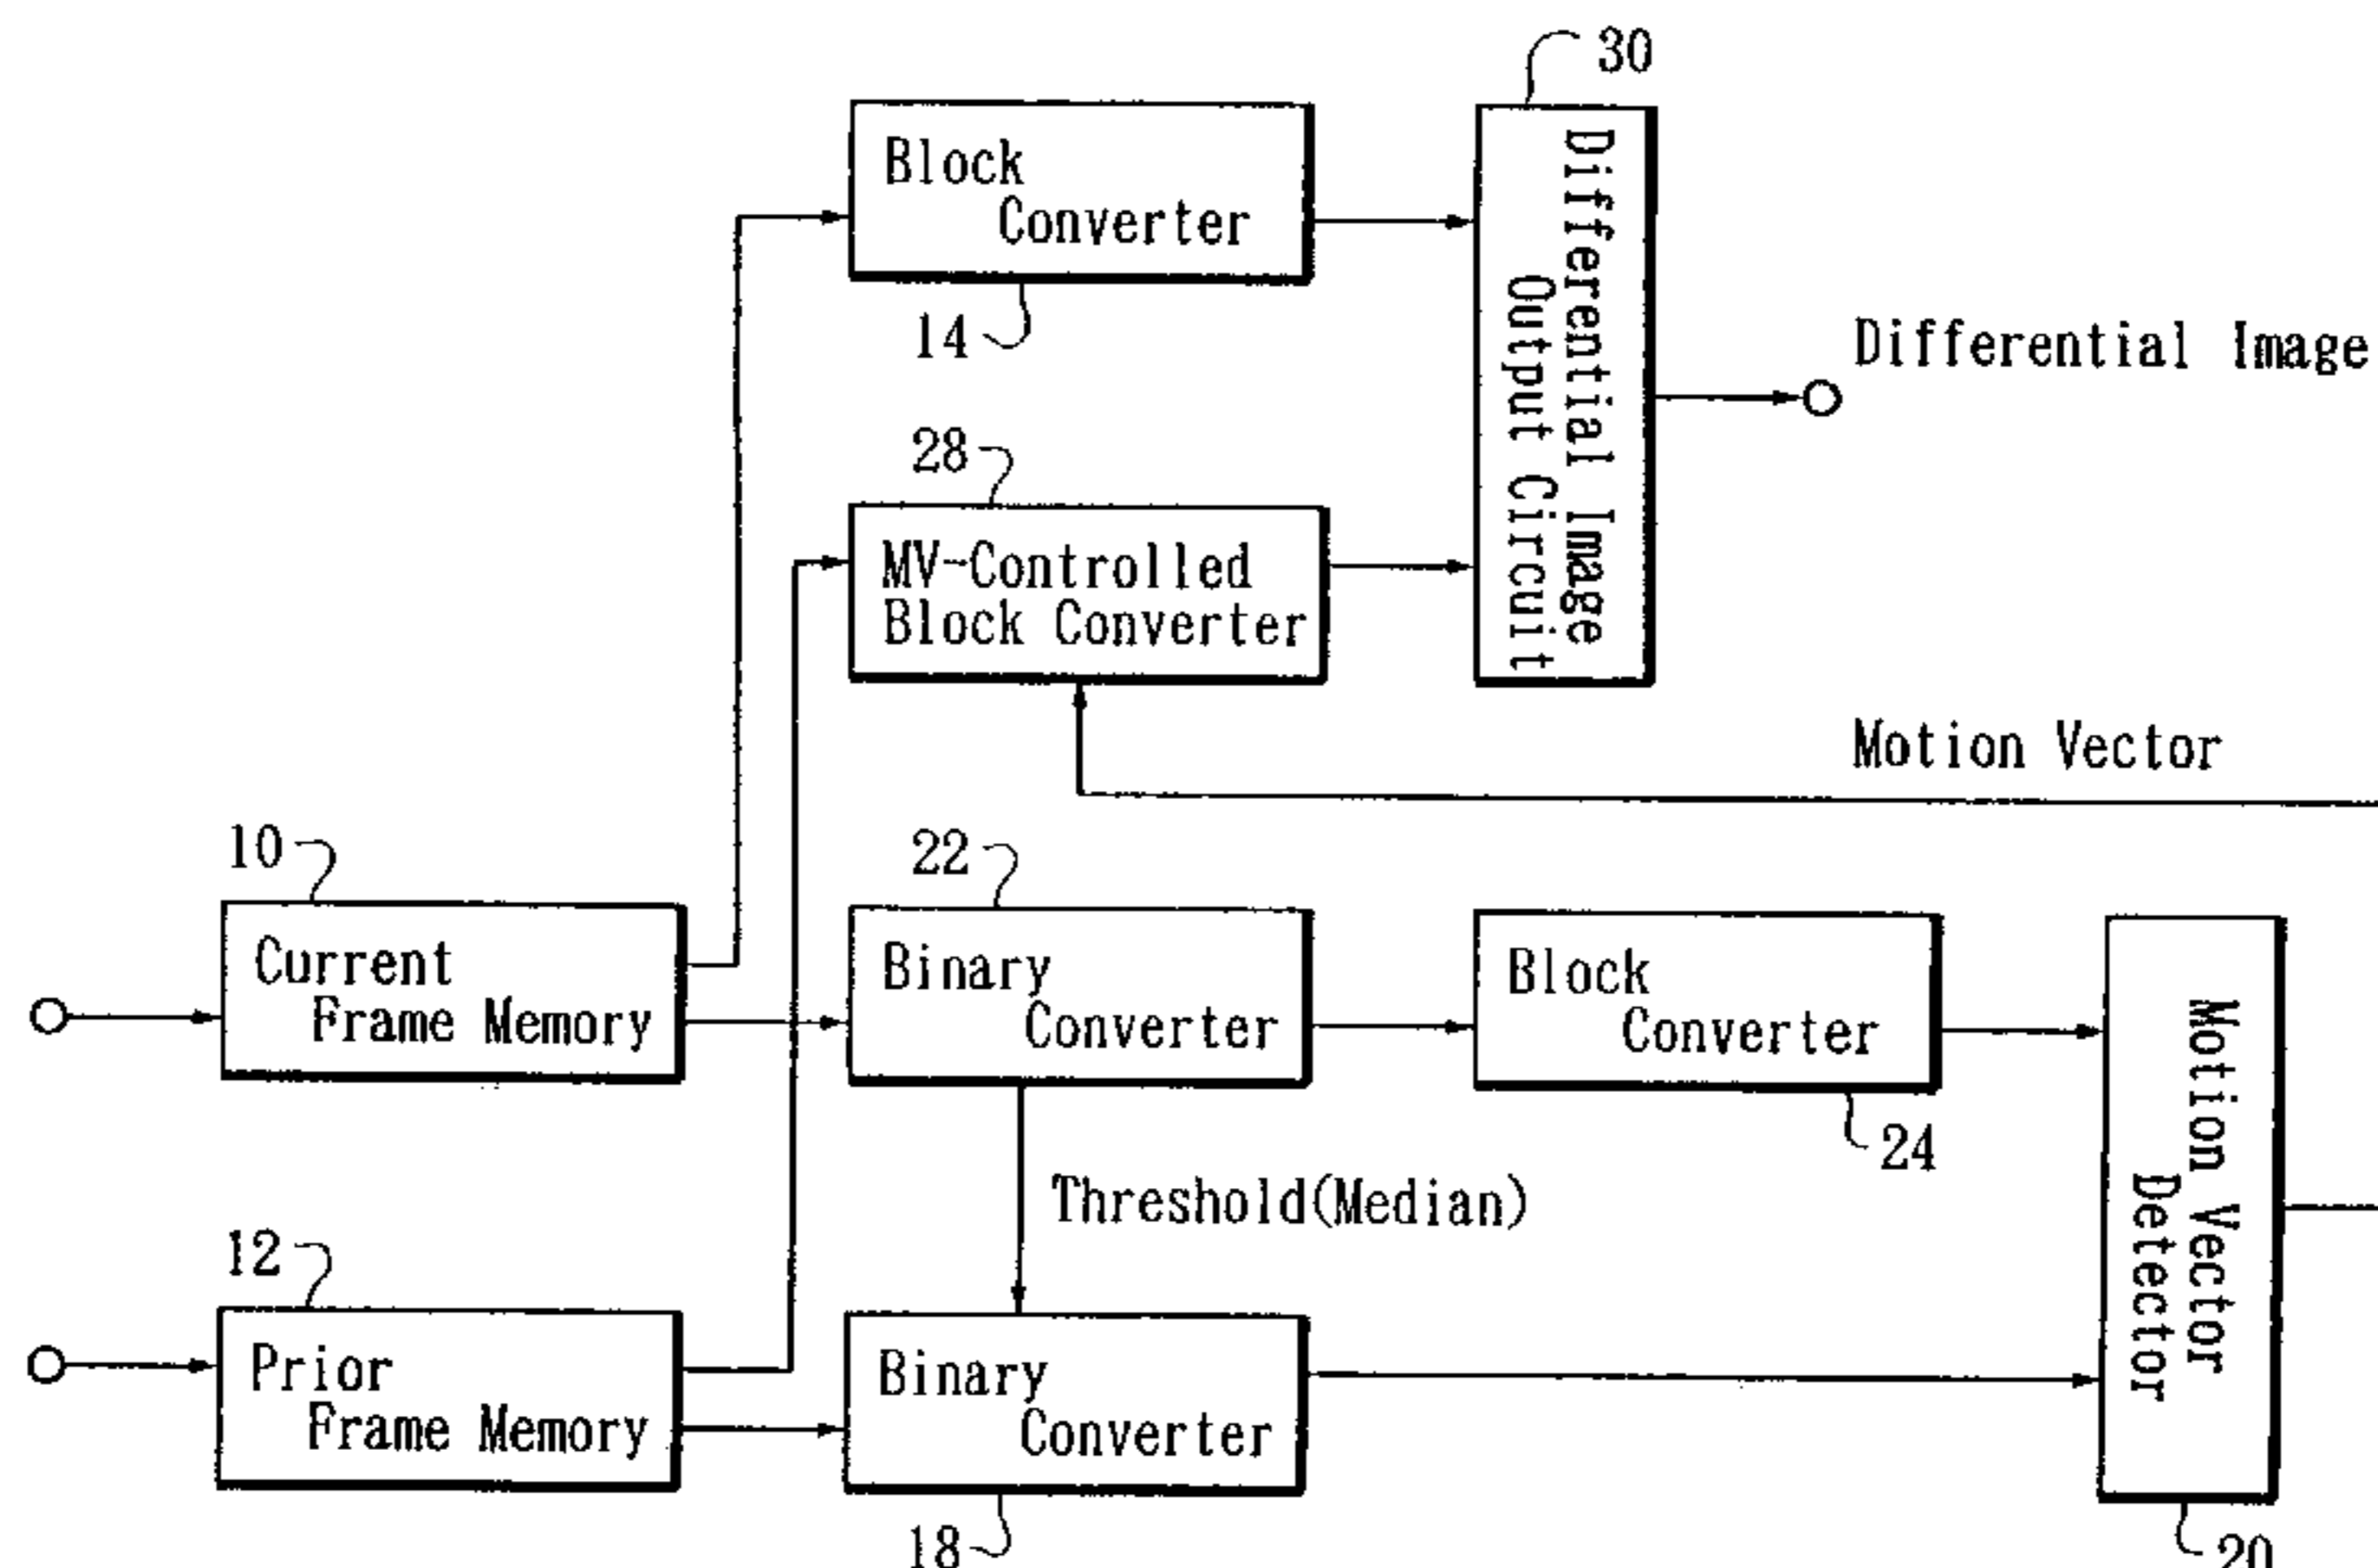 30
Block
Converter
14
Differential Image
Output Circuit
Differential Image
28
MV-Controlled
Block Converter
Motion Vector
10
Current
Frame Memory
22
Binary
Converter
Block
Converter
24
Motion Vector
Detector
Threshold(Median)
12
Prior
Frame Memory
Binary
Converter
18
20